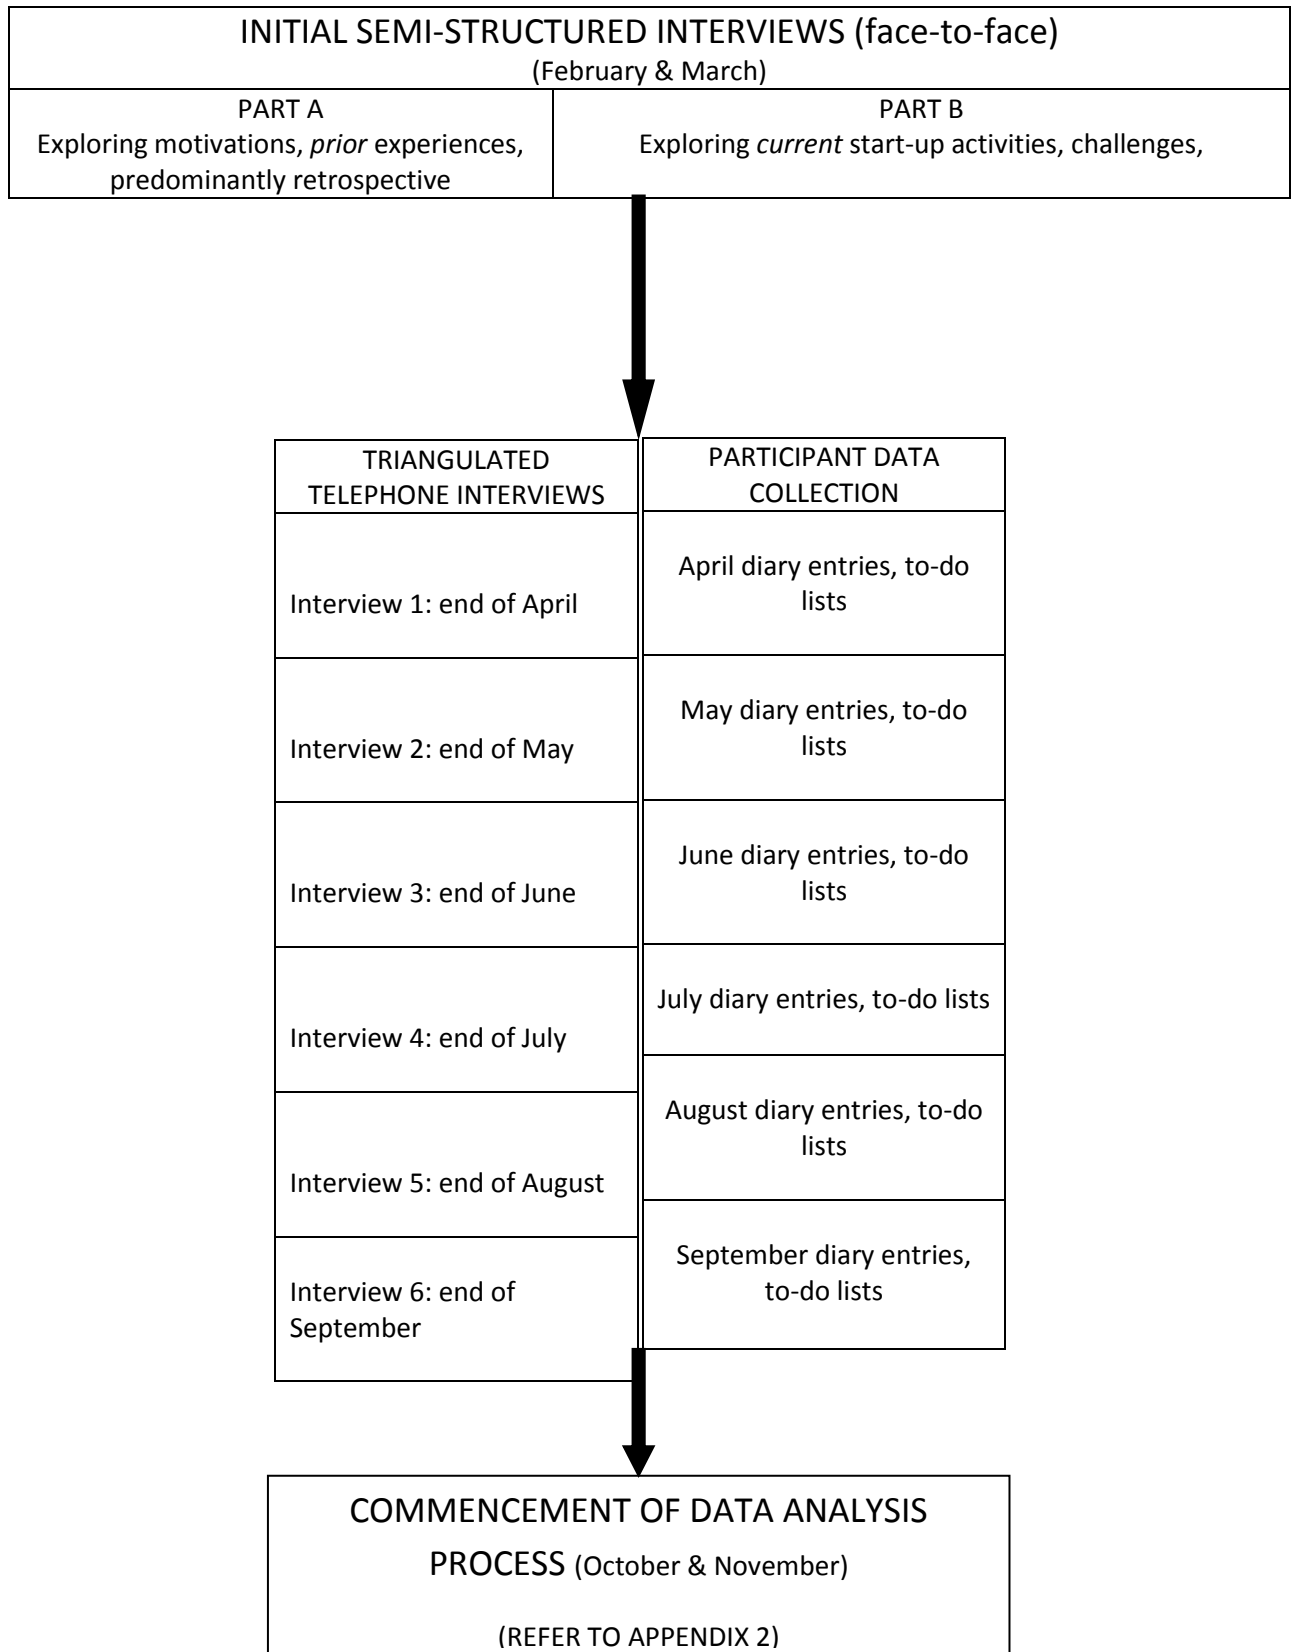 INITIAL SEMI-STRUCTURED INTERVIEWS (face-to-face)
(February & March)
PART A
Exploring motivations, prior experiences,
predominantly retrospective
PART B
Exploring current start-up activities, challenges,
TRIANGULATED
TELEPHONE INTERVIEWS
PARTICIPANT DATA
COLLECTION
Interview 1: end of April
April diary entries, to-do
lists
Interview 2: end of May
May diary entries, to-do
lists
Interview 3: end of June
June diary entries, to-do
lists
Interview 4: end of July
July diary entries, to-do lists
Interview 5: end of August
August diary entries, to-do
lists
Interview 6: end of
September
September diary entries,
to-do lists
COMMENCEMENT OF DATA ANALYSIS
PROCESS (October & November)
(REFER TO APPENDIX 2)